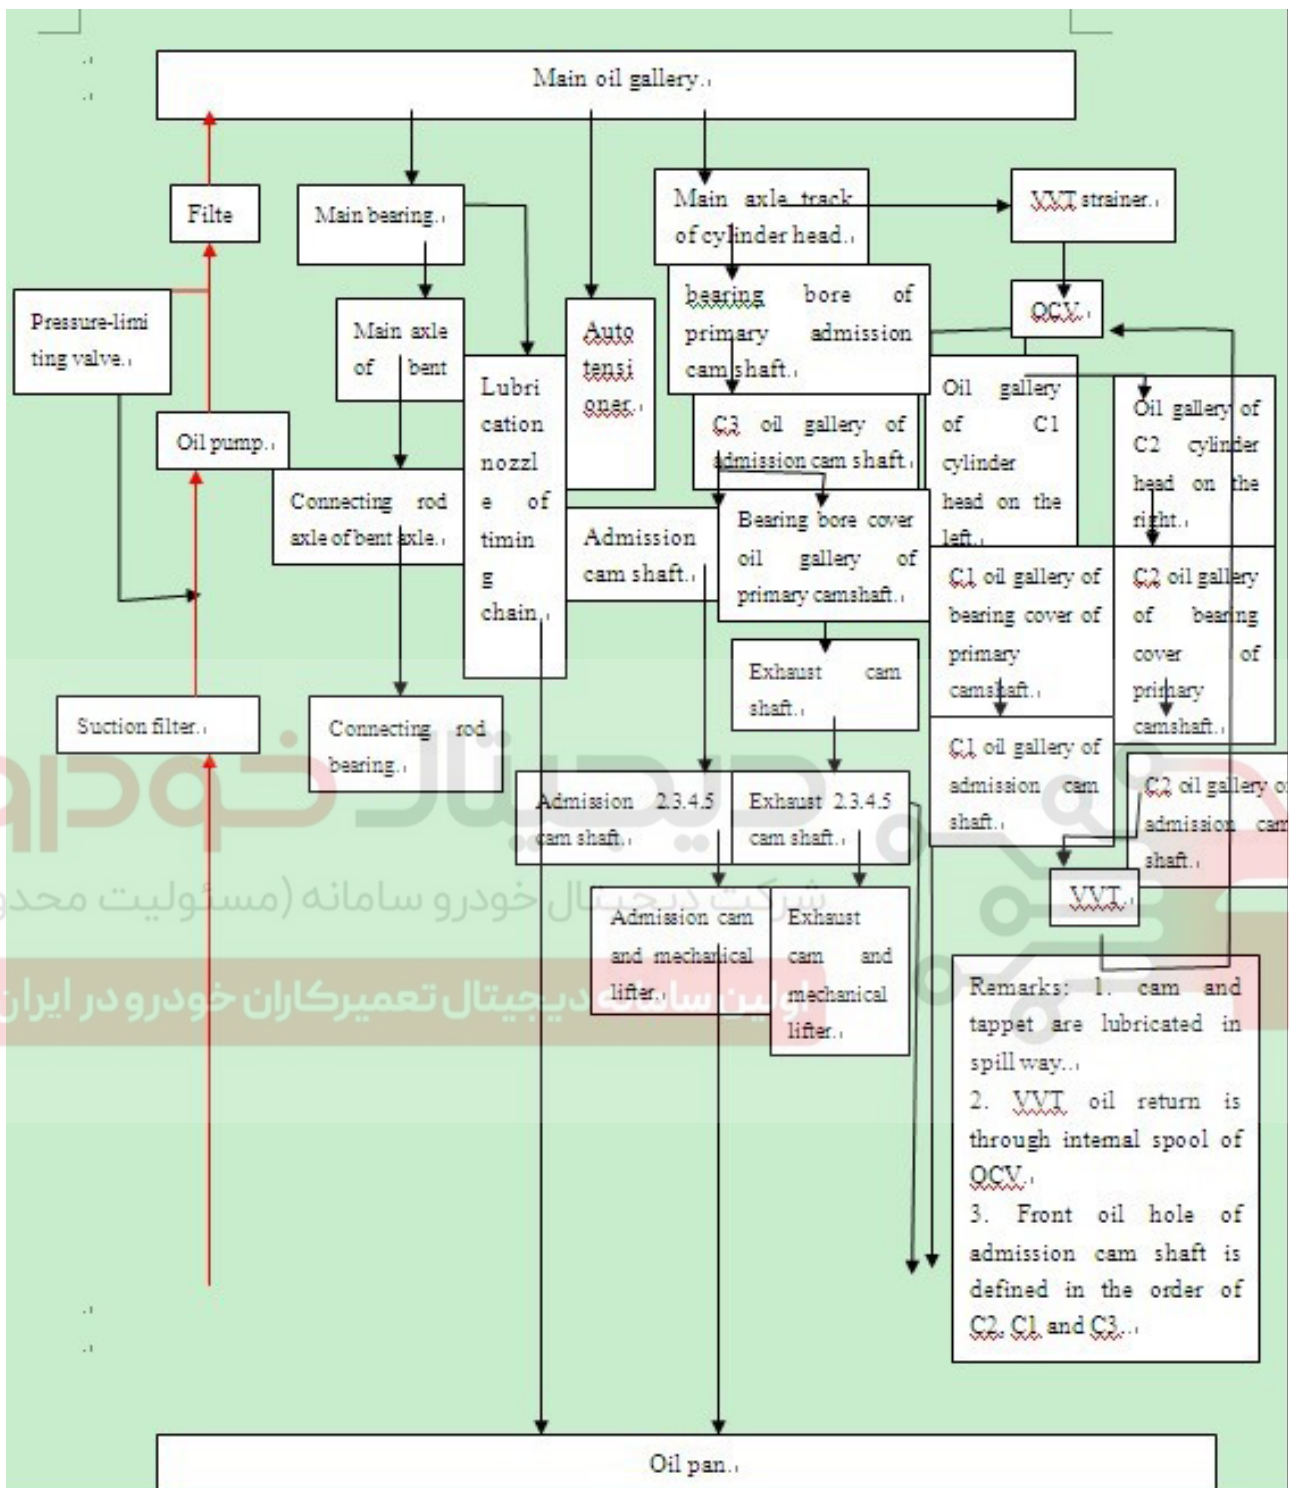 Main oil gallery.
Filte
Main bearing.
Main axle track
of cylinder head.
VVT strainer.
Pressure-limi
ting valve.
Main axle
of bent
Auto
tensi
oner.
bearing bore of
primary admission
cam shaft.
OCV.
Oil pump.
Lubri
cation
nozzl
e of
timin
g
chain.
C3 oil gallery of
admission cam shaft.
Oil gallery
of C1
cylinder
head on the
left.
Oil gallery of
C2 cylinder
head on the
right.
Connecting rod
axle of bent axle.
Admission
cam shaft.
Bearing bore cover
oil gallery of
primary camshaft.
C1 oil gallery of
bearing cover of
primary
camshaft.
C2 oil gallery
of bearing
cover of
primary
camshaft.
Exhaust cam
shaft.
Suction filter.
Connecting rod
bearing.
C1 oil gallery of
admission cam
shaft.
C2 oil gallery of
admission cam
shaft.
Admission 2.3.4.5
cam shaft.
Exhaust 2.3.4.5
cam shaft.
دیجیتال خودرو
شرکت دیجیتال خودرو سامانه (مسئولیت محدو
اولین سامانه دیجیتال تعمیرکاران خودرو در ایران
VVT.
Admission cam
and mechanical
lifter.
Exhaust
cam and
mechanical
lifter.
Remarks: 1. cam and
tappet are lubricated in
spill way..
2. VVT oil return is
through internal spool of
OCV.
3. Front oil hole of
admission cam shaft is
defined in the order of
C2, C1 and C3..
Oil pan.